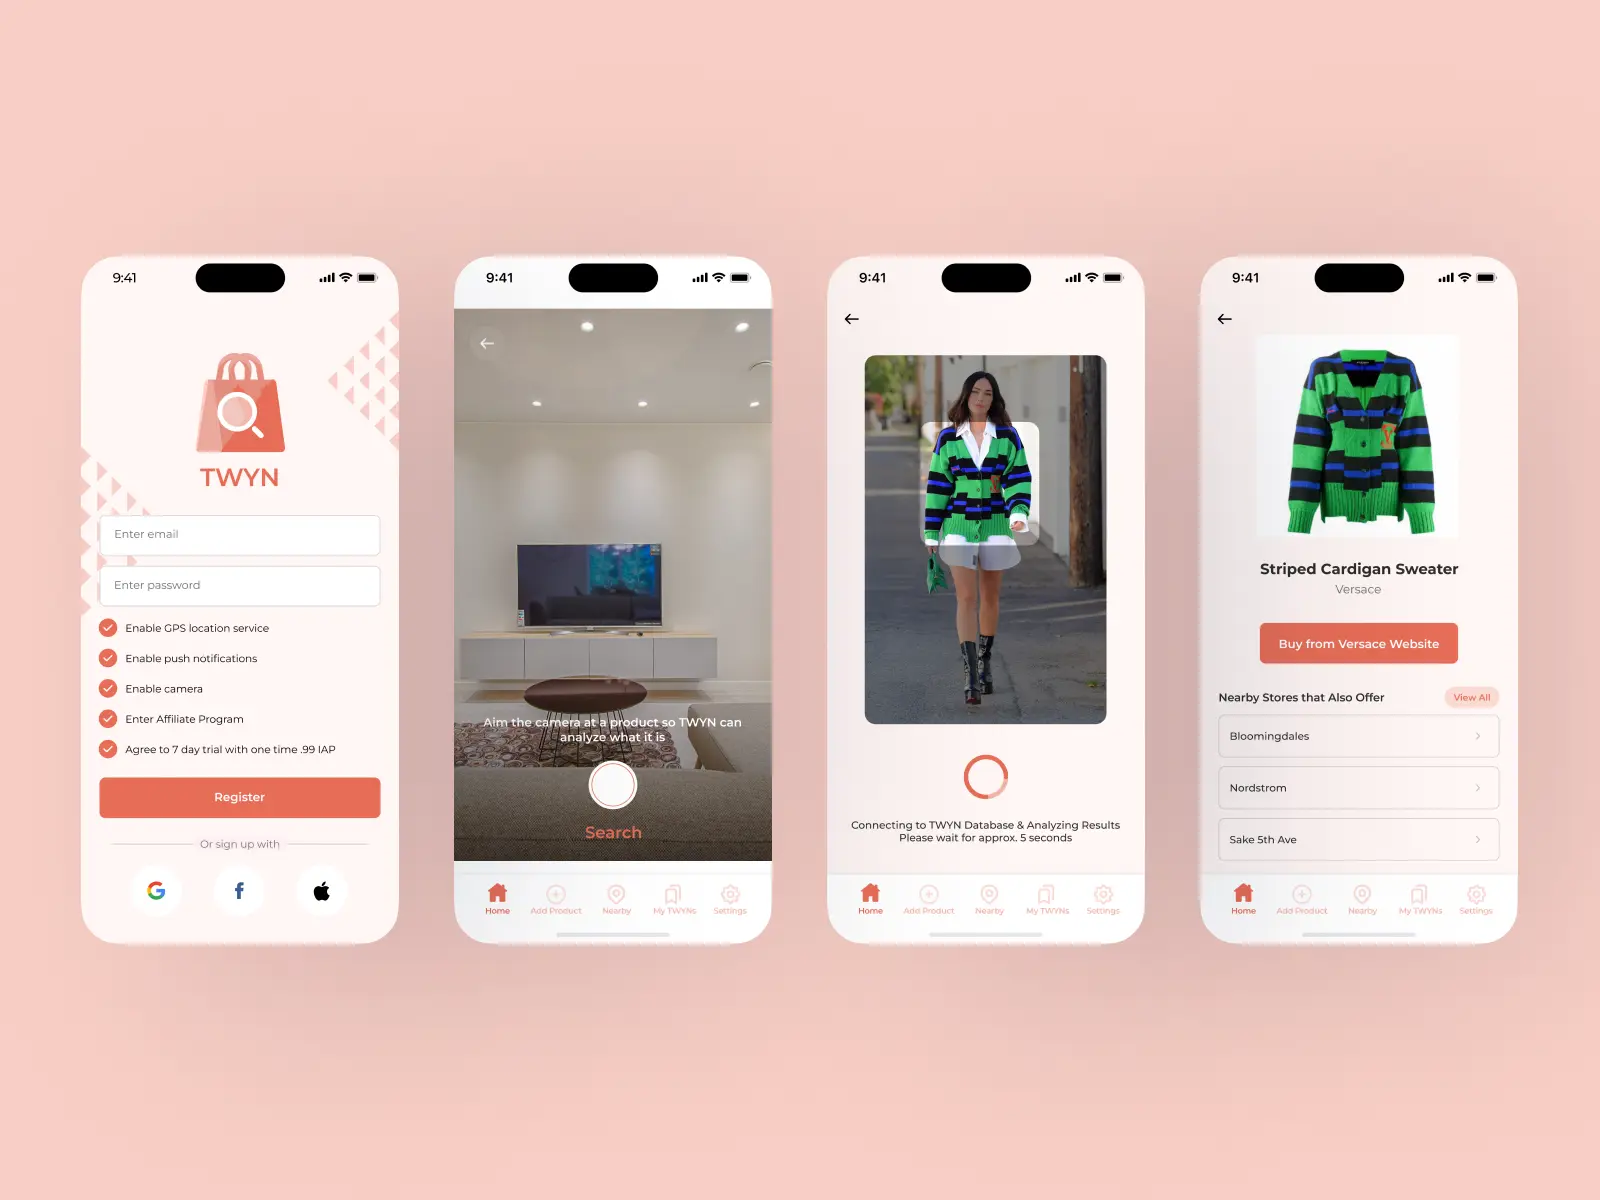 9:41
TWYN
Enter email
Enter password
Enable GPS location service
Enable push notifications
Enable camera
Enter Affiliate Program
Agree to 7 day trial with one time .99 IAP
Register
Or sign up with
9:41
Aim the camera at a product so TWYN can
analyze what it is
Search
Home
Add Product
Nearby
My TWYNs
Settings
9:41
Connecting to TWYN Database & Analyzing Results
Please wait for approx. 5 seconds
Home
Add Product
Nearby
My TWYNs
Settings
9:41
Striped Cardigan Sweater
Versace
Buy from Versace Website
Nearby Stores that Also Offer
View All
Bloomingdales
Nordstrom
Sake 5th Ave
Home
Add Product
Nearby
My TWYNs
Settings